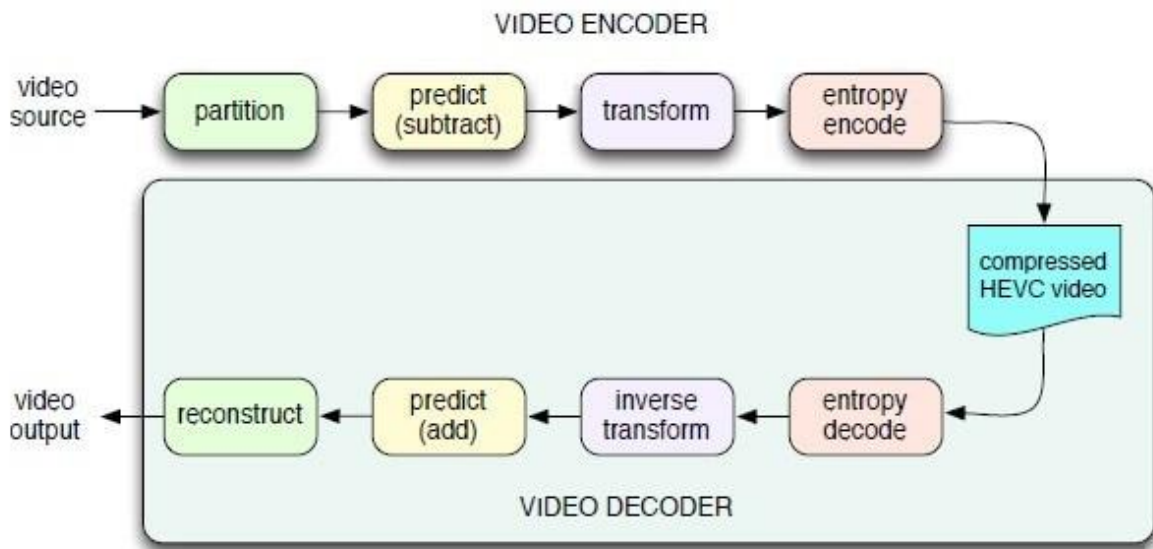 VIDEO ENCODER
video
source
partition
predict
(subtract)
transform
entropy
encode
compressed
HEVC video
video
output
reconstruct
predict
(add)
inverse
transform
entropy
decode
VIDEO DECODER